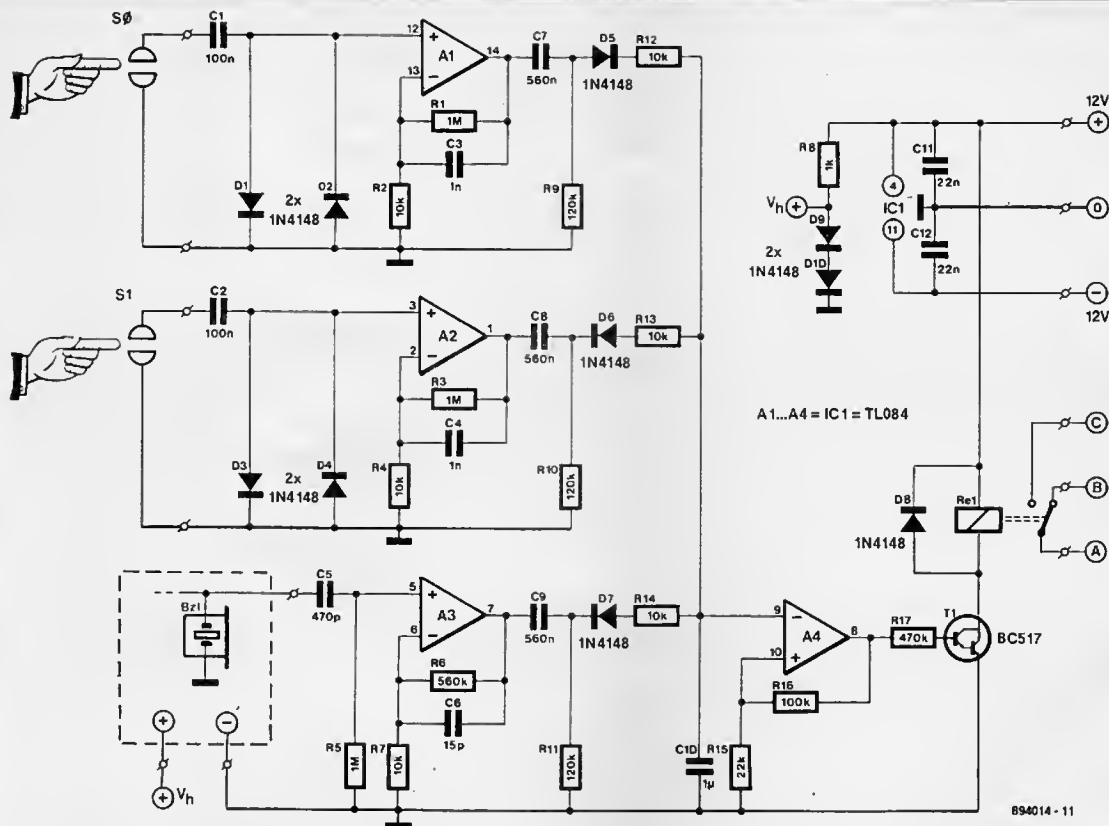 SØ
C1
100n
12
+
A1
14
13
−
C7
560n
D5
1N4148
R12
10k
R1
1M
C3
1n
D1
2x
1N4148
O2
R2
10k
R9
120k
12V
+
R8
1k
C11
22n
4
Vh
+
IC1
0
D9
11
C12
22n
2x
1N4148
D1D
−
12V
S1
C2
100n
3
+
A2
1
2
−
C8
560n
D6
1N4148
R13
10k
R3
1M
C4
1n
A1...A4 = IC1 = TL084
D3
2x
1N4148
D4
R4
10k
R10
120k
C
D8
1N4148
Re1
B
A
Bz1
C5
470p
5
+
A3
7
6
−
C9
560n
D7
1N4148
R14
10k
9
−
A4
8
10
+
R17
470k
T1
BC517
R6
560k
C6
15p
R16
100k
+
−
Vh
+
R5
1M
R7
10k
R11
120k
C1D
1µ
R15
22k
894014 - 11